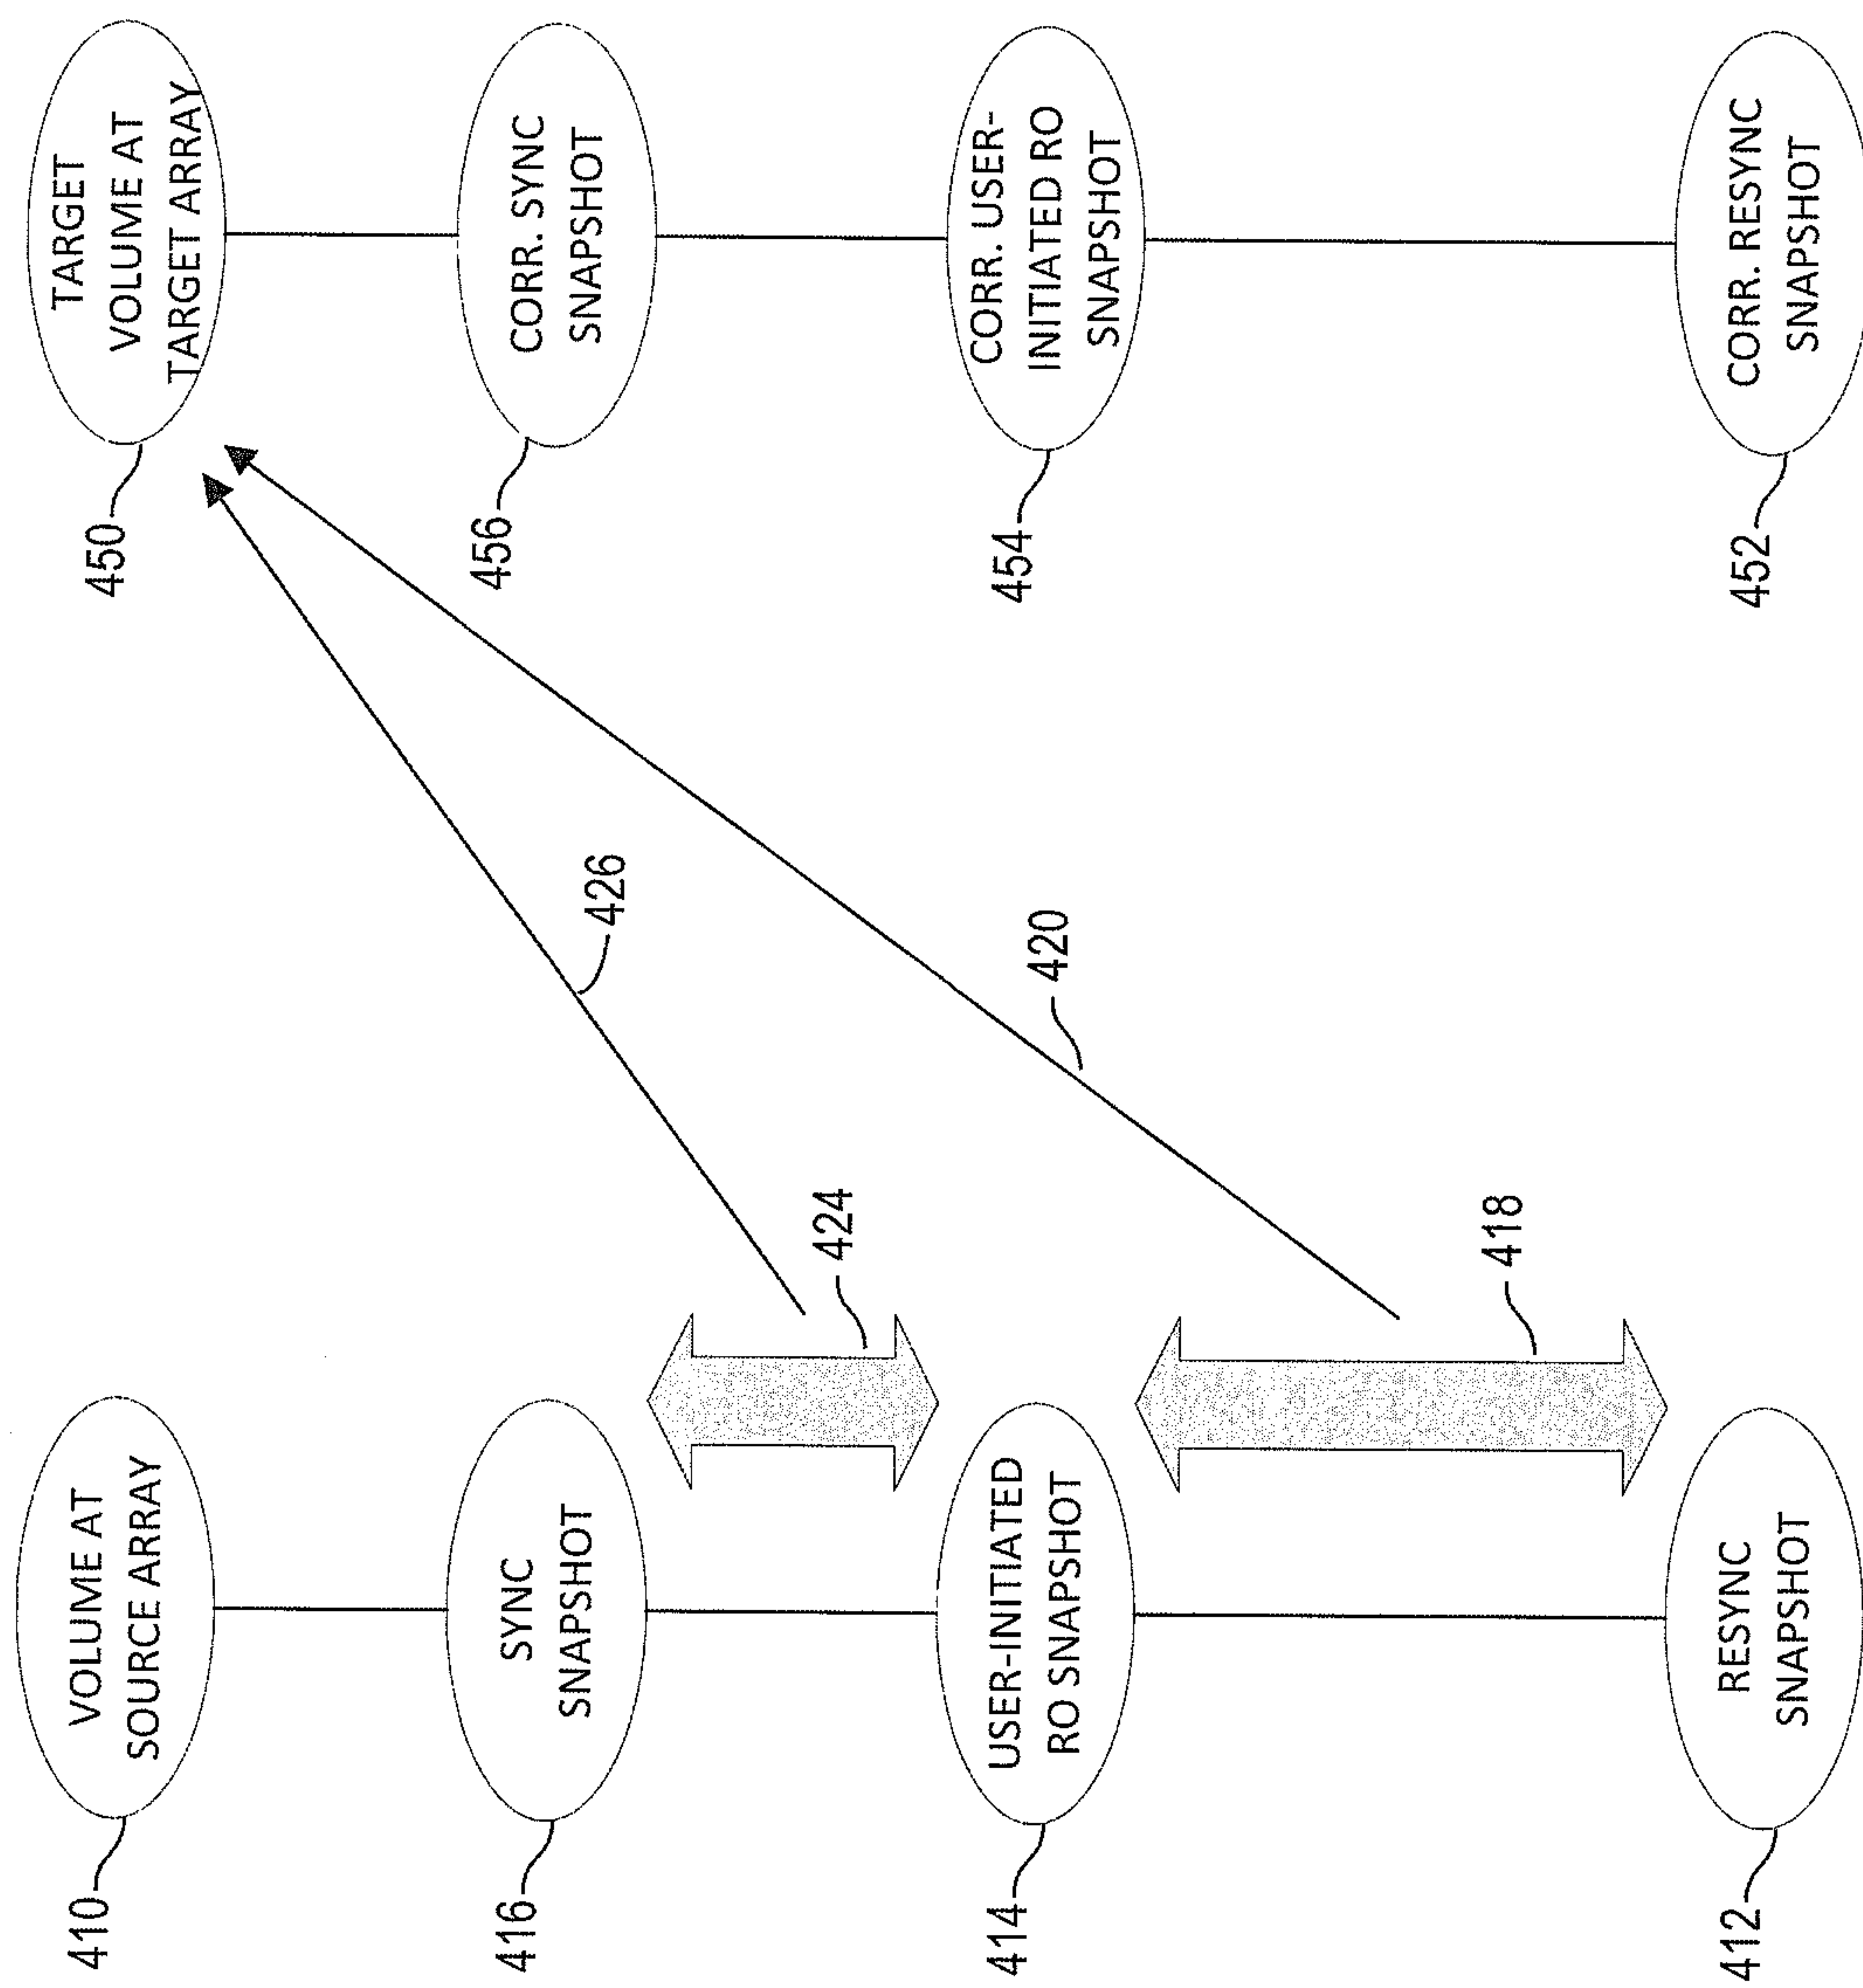 410
VOLUME AT
SOURCE ARRAY
450
TARGET
VOLUME AT
TARGET ARRAY
416
SYNC
SNAPSHOT
426
456
CORR. SYNC
SNAPSHOT
424
414
USER-INITIATED
RO SNAPSHOT
420
454
CORR. USER-
INITIATED RO
SNAPSHOT
418
412
RESYNC
SNAPSHOT
452
CORR. RESYNC
SNAPSHOT